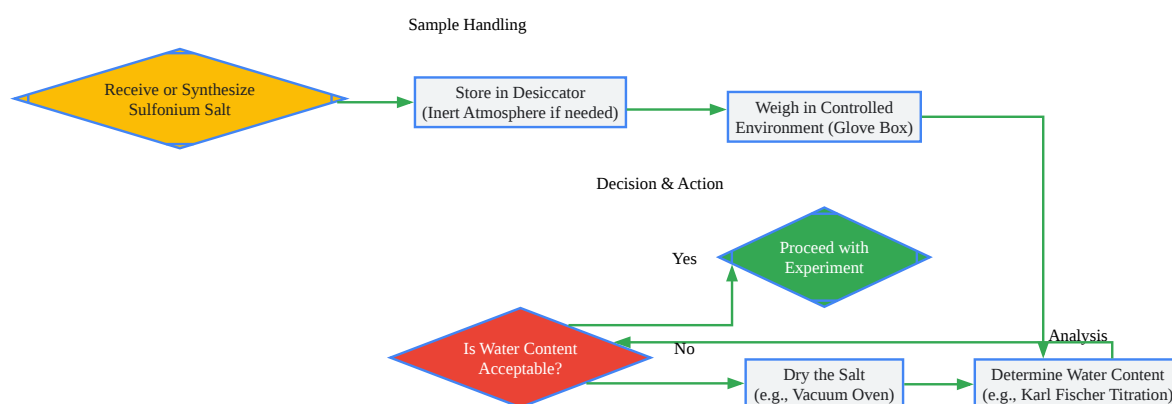 Sample Handling
Receive or Synthesize
Sulfonium Salt
Store in Desiccator
(Inert Atmosphere if needed)
Weigh in Controlled
Environment (Glove Box)
Decision & Action
Yes
Proceed with
Experiment
Is Water Content
Acceptable?
No
Analysis
Dry the Salt
(e.g., Vacuum Oven)
Determine Water Content
(e.g., Karl Fischer Titration)